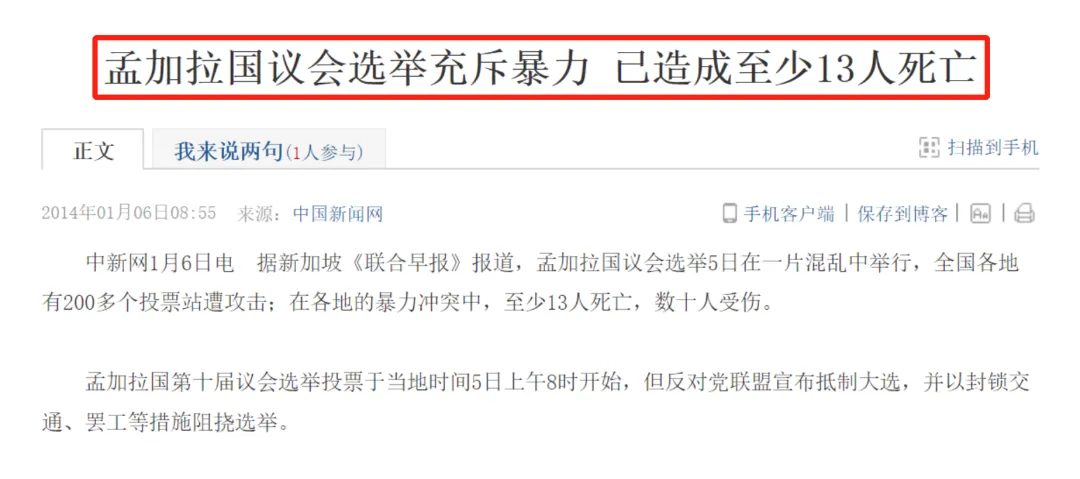 孟加拉国议会选举充斥暴力 已造成至少13人死亡
正文 我来说两句(1人参与) 扫描到手机
2014年01月06日08:55 来源：中国新闻网 手机客户端 | 保存到博客 | Aa |
中新网1月6日电 据新加坡《联合早报》报道，孟加拉国议会选举5日在一片混乱中举行，全国各地
有200多个投票站遭攻击；在各地的暴力冲突中，至少13人死亡，数十人受伤。
孟加拉国第十届议会选举投票于当地时间5日上午8时开始，但反对党联盟宣布抵制大选，并以封锁交
通、罢工等措施阻挠选举。